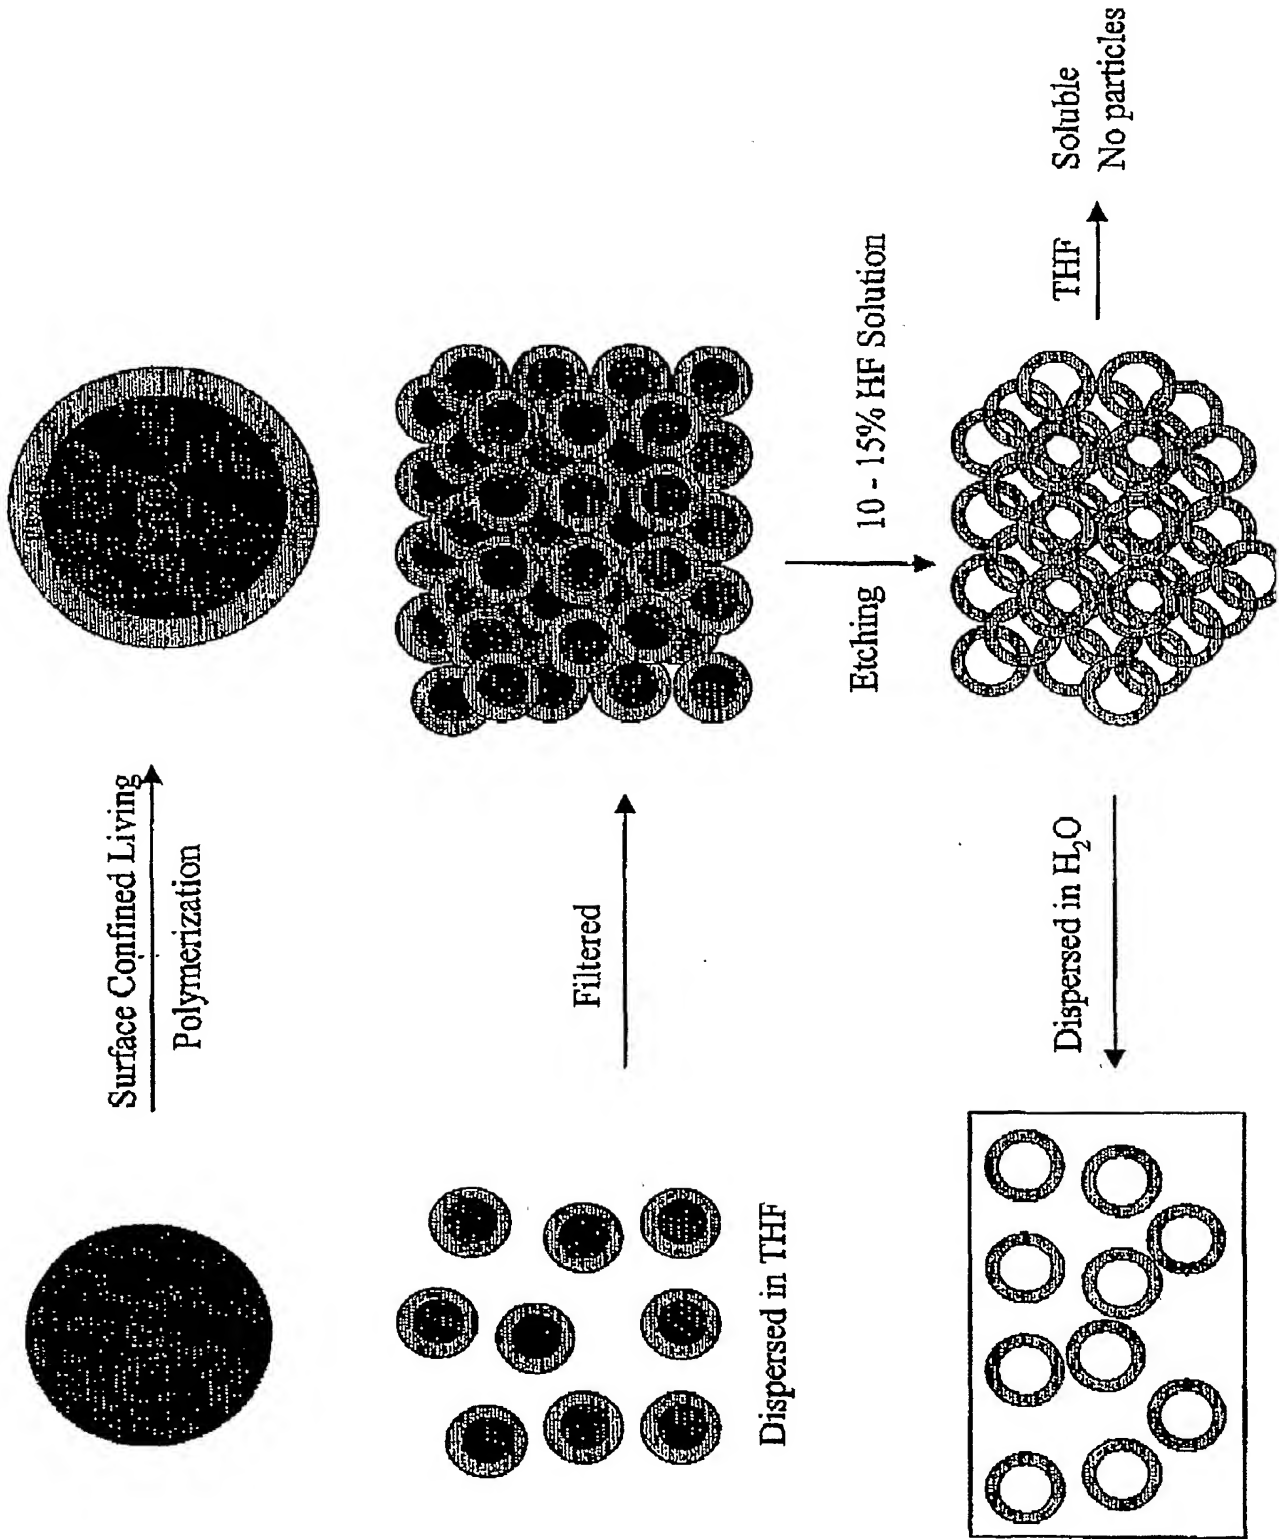 Surface Confined Living
Polymerization
Dispersed in THF
Filtered
Etching 10 - 15% HF Solution
Dispersed in H₂O
THF
Soluble
No particles